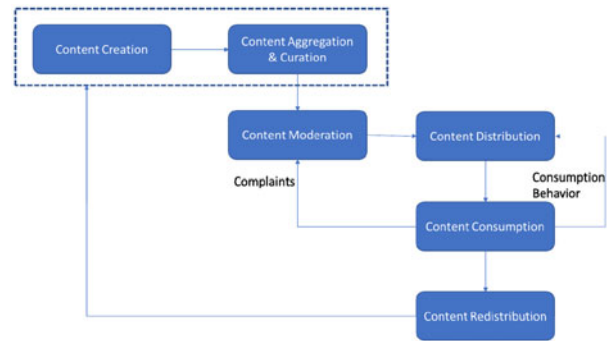 Content Creation
Content Aggregation
& Curation
Content Moderation
Content Distribution
Complaints
Consumption
Behavior
Content Consumption
Content Redistribution